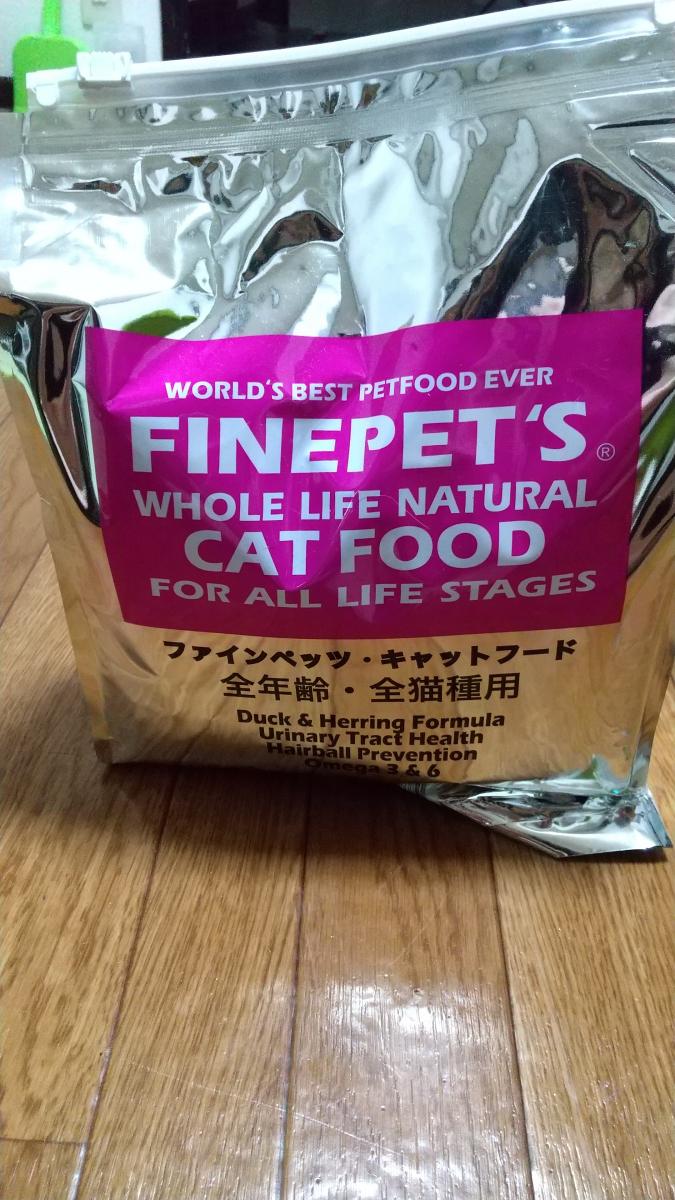 WORLD'S BEST PETFOOD EVER
FINEPET'S®
WHOLE LIFE NATURAL
CAT FOOD
FOR ALL LIFE STAGES
ファインペッツ・キャットフード
全年齢・全猫種用
Duck & Herring Formula
Urinary Tract Health
Hairball Prevention
Omega 3 & 6